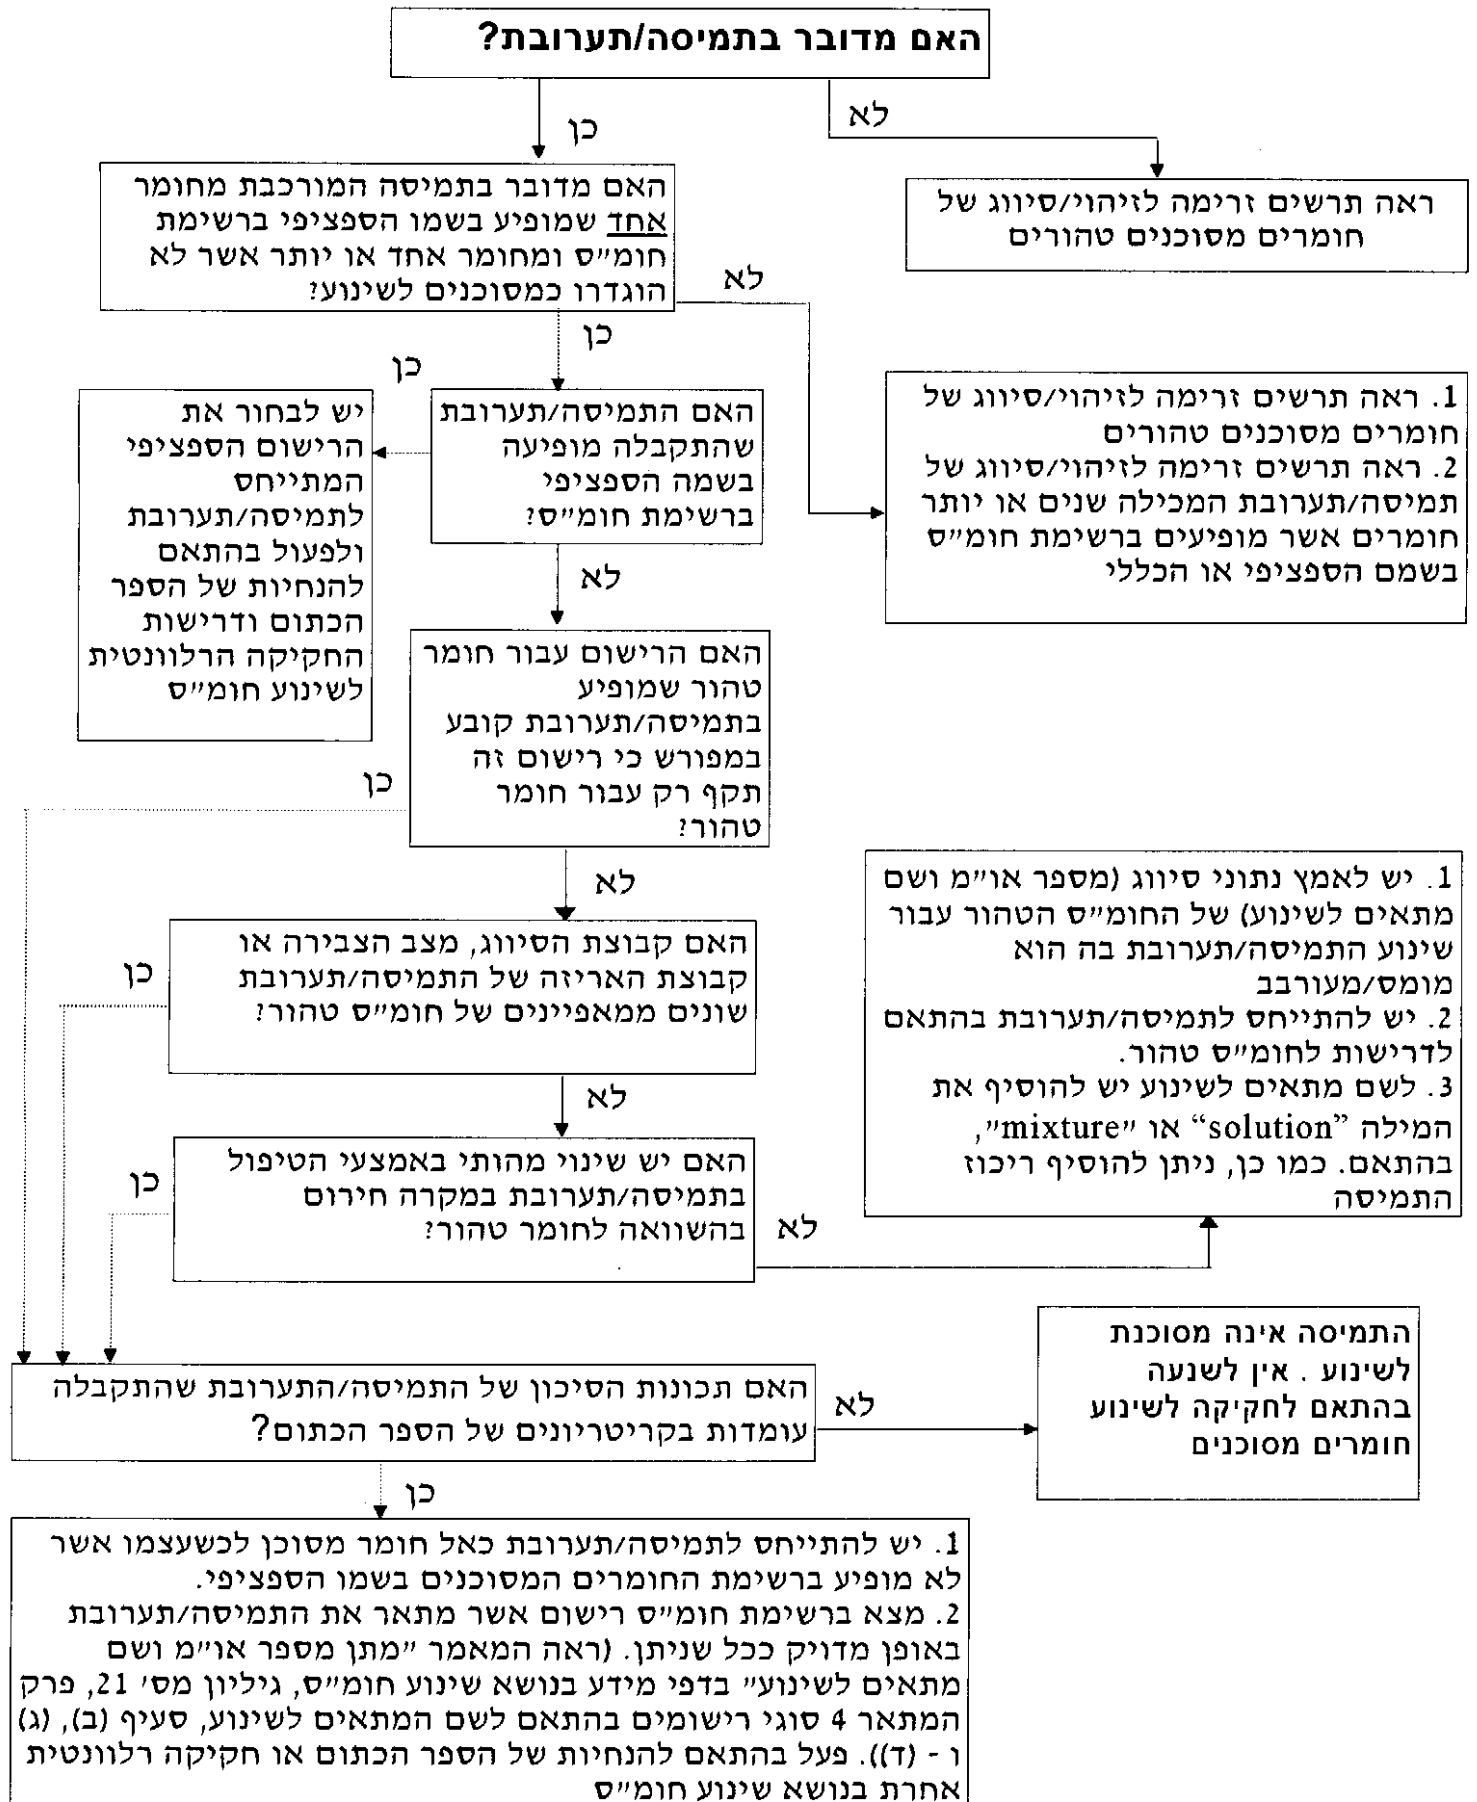 האם מדובר בתמיסה/תערובת?
לא
כן
ראה תרשים זרימה לזיהוי/סיווג של
חומרים מסוכנים טהורים
האם מדובר בתמיסה המורכבת מחומר
אחד שמופיע בשמו הספציפי ברשימת
חומ״ס ומחומר אחד או יותר אשר לא
הוגדרו כמסוכנים לשינוע?
לא
כן
1. ראה תרשים זרימה לזיהוי/סיווג של
חומרים מסוכנים טהורים
2. ראה תרשים זרימה לזיהוי/סיווג של
תמיסה/תערובת המכילה שנים או יותר
חומרים אשר מופיעים ברשימת חומ״ס
בשמם הספציפי או הכללי
האם התמיסה/תערובת
שהתקבלה מופיעה
בשמה הספציפי
ברשימת חומ״ס?
כן
לא
יש לבחור את
הרישום הספציפי
המתייחס
לתמיסה/תערובת
ולפעול בהתאם
להנחיות של הספר
הכתום ודרישות
החקיקה הרלוונטית
לשינוע חומ״ס
האם הרישום עבור חומר
טהור שמופיע
בתמיסה/תערובת קובע
במפורש כי רישום זה
תקף רק עבור חומר
טהור?
כן
לא
האם קבוצת הסיווג, מצב הצבירה או
קבוצת האריזה של התמיסה/תערובת
שונים ממאפיינים של חומ״ס טהור?
כן
לא
1. יש לאמץ נתוני סיווג (מספר או״מ ושם
מתאים לשינוע) של החומ״ס הטהור עבור
שינוע התמיסה/תערובת בה הוא
מומס/מעורבב
2. יש להתייחס לתמיסה/תערובת בהתאם
לדרישות לחומ״ס טהור.
3. לשם מתאים לשינוע יש להוסיף את
המילה “solution” או ״mixture״,
בהתאם. כמו כן, ניתן להוסיף ריכוז
התמיסה
האם יש שינוי מהותי באמצעי הטיפול
בתמיסה/תערובת במקרה חירום
בהשוואה לחומר טהור?
כן
לא
האם תכונות הסיכון של התמיסה/התערובת שהתקבלה
עומדות בקריטריונים של הספר הכתום?
לא
כן
התמיסה אינה מסוכנת
לשינוע . אין לשנעה
בהתאם לחקיקה לשינוע
חומרים מסוכנים
1. יש להתייחס לתמיסה/תערובת כאל חומר מסוכן לכשעצמו אשר
לא מופיע ברשימת החומרים המסוכנים בשמו הספציפי.
2. מצא ברשימת חומ״ס רישום אשר מתאר את התמיסה/תערובת
באופן מדויק ככל שניתן. (ראה המאמר ״מתן מספר או״מ ושם
מתאים לשינוע״ בדפי מידע בנושא שינוע חומ״ס, גיליון מס׳ 21, פרק
המתאר 4 סוגי רישומים בהתאם לשם המתאים לשינוע, סעיף (ב), (ג)
ו - (ד)). פעל בהתאם להנחיות של הספר הכתום או חקיקה רלוונטית
אחרת בנושא שינוע חומ״ס